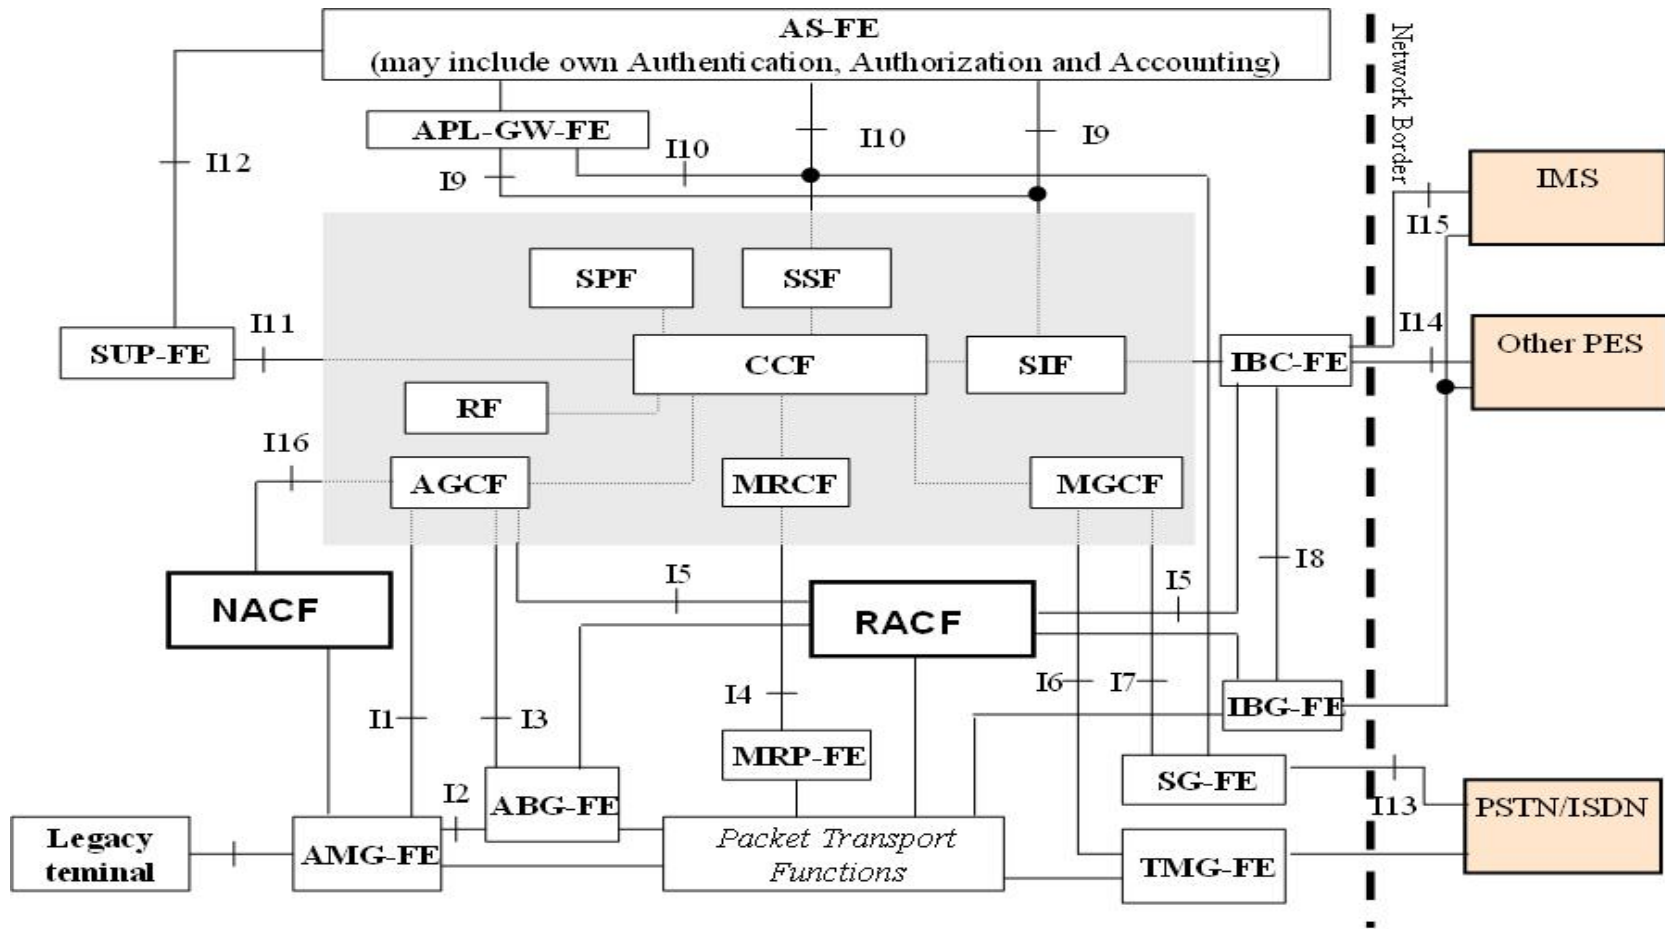 AS-FE
(may include own Authentication, Authorization and Accounting)
Network Border
APL-GW-FE
I10
I10
I9
I12
I9
IMS
I15
SPF
SSF
I11
I14
SUP-FE
CCF
SIF
IBC-FE
Other PES
RF
I16
AGCF
MRCF
MGCF
I8
I5
I5
NACF
RACF
I1
I3
I4
I6
I7
IBG-FE
MRP-FE
SG-FE
I2
ABG-FE
I13
PSTN/ISDN
Legacy
teminal
AMG-FE
Packet Transport
Functions
TMG-FE